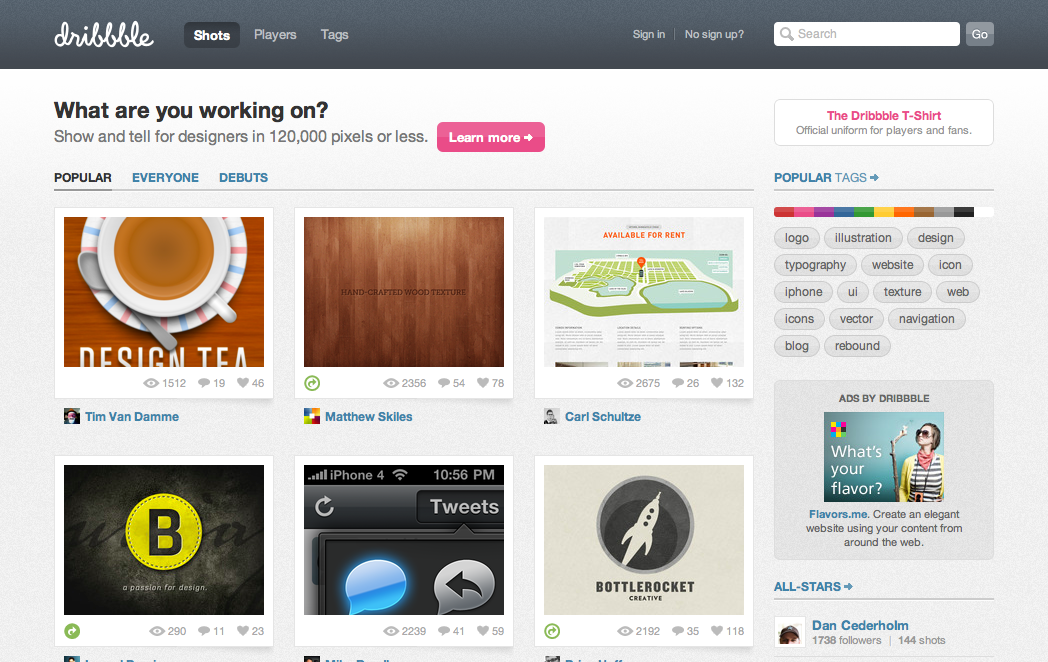 dribbble
Shots Players Tags
Sign in No sign up? Search Go
What are you working on?
Show and tell for designers in 120,000 pixels or less. Learn more
The Dribbble T-Shirt
Official uniform for players and fans.
POPULAR EVERYONE DEBUTS
POPULAR TAGS
logo illustration design
typography website icon
iphone ui texture web
icons vector navigation
blog rebound
DESIGN TEA
HAND-CRAFTED WOOD TEXTURE
AVAILABLE FOR RENT
1512 19 46
2356 54 78
2675 26 132
Tim Van Damme
Matthew Skiles
Carl Schultze
ADS BY DRIBBBLE
What's
your
flavor?
Flavors.me. Create an elegant
website using your content from
around the web.
B
a passion for design.
iPhone 4 10:56 PM
Tweets
BOTTLEROCKET
CREATIVE
290 11 23
2239 41 59
2192 35 118
ALL-STARS
Dan Cederholm
1738 followers | 144 shots